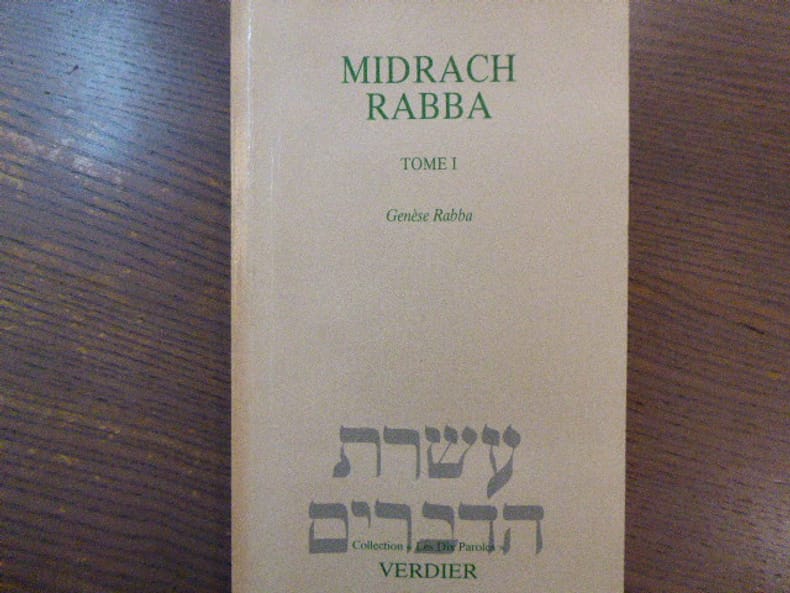 MIDRACH
RABBA
TOME I
Genèse Rabba
עשרת
הדברים
Collection « Les Dix Paroles »
VERDIER